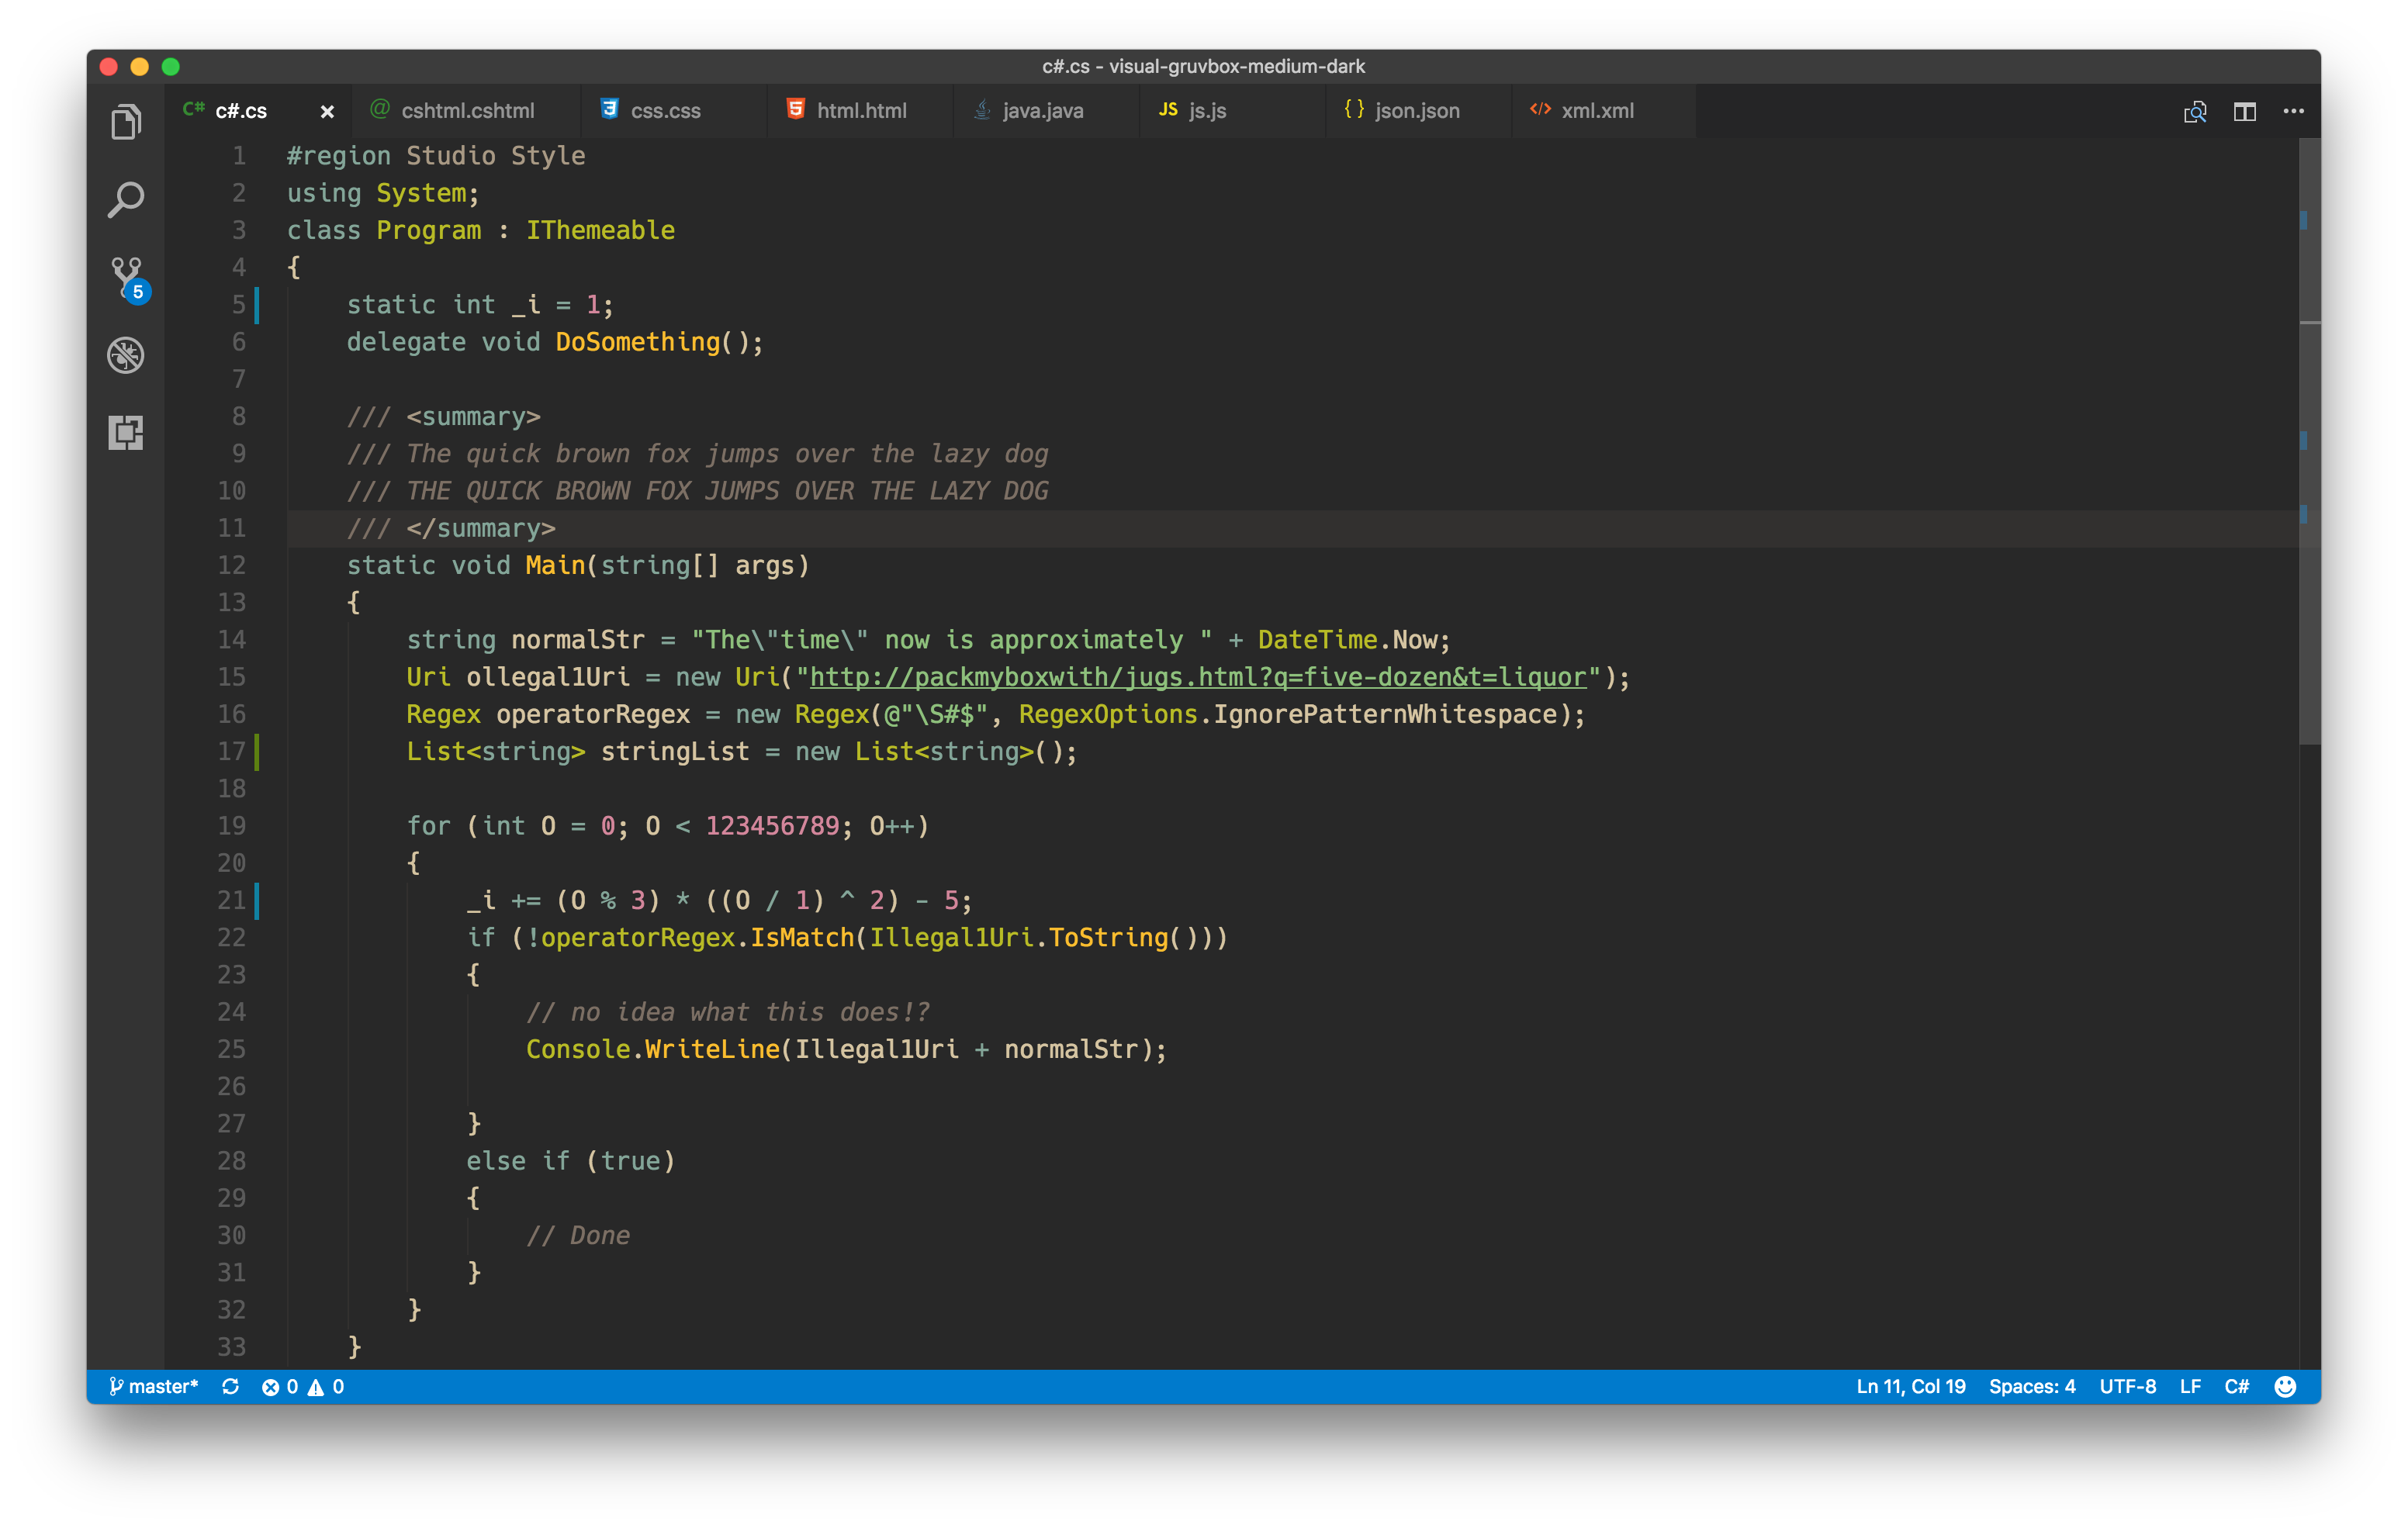 c#.cs - visual-gruvbox-medium-dark
C# c#.cs × @ cshtml.cshtml 3 css.css 5 html.html java.java JS js.js {} json.json </> xml.xml ···
5
1 #region Studio Style
2 using System;
3 class Program : IThemeable
4 {
5 static int _i = 1;
6 delegate void DoSomething();
7
8 /// <summary>
9 /// The quick brown fox jumps over the lazy dog
10 /// THE QUICK BROWN FOX JUMPS OVER THE LAZY DOG
11 /// </summary>
12 static void Main(string[] args)
13 {
14 string normalStr = "The\"time\" now is approximately " + DateTime.Now;
15 Uri ollegal1Uri = new Uri("http://packmyboxwith/jugs.html?q=five-dozen&t=liquor");
16 Regex operatorRegex = new Regex(@"\S#$", RegexOptions.IgnorePatternWhitespace);
17 List<string> stringList = new List<string>();
18
19 for (int O = 0; O < 123456789; O++)
20 {
21 _i += (O % 3) * ((O / 1) ^ 2) - 5;
22 if (!operatorRegex.IsMatch(Illegal1Uri.ToString()))
23 {
24 // no idea what this does!?
25 Console.WriteLine(Illegal1Uri + normalStr);
26
27 }
28 else if (true)
29 {
30 // Done
31 }
32 }
33 }
master* 0 0 Ln 11, Col 19 Spaces: 4 UTF-8 LF C#